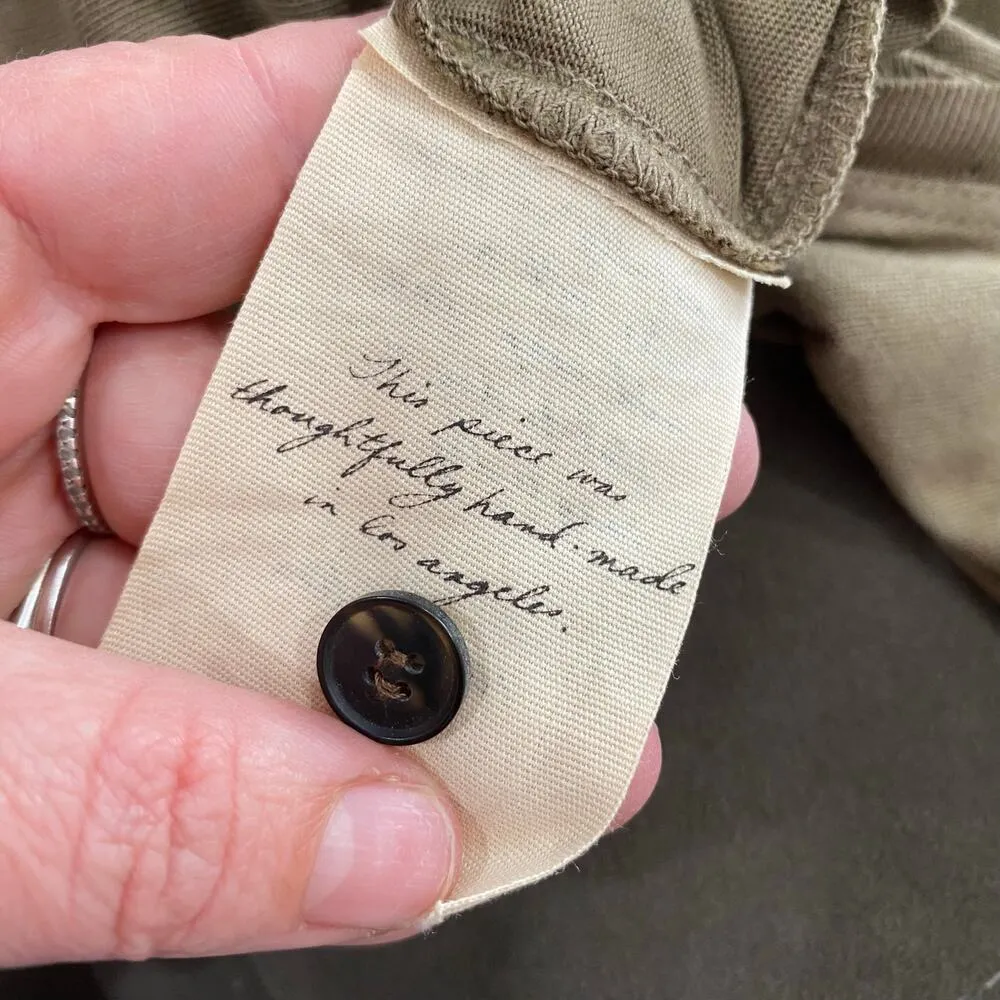 This piece was
thoughtfully hand-made
in los angeles.